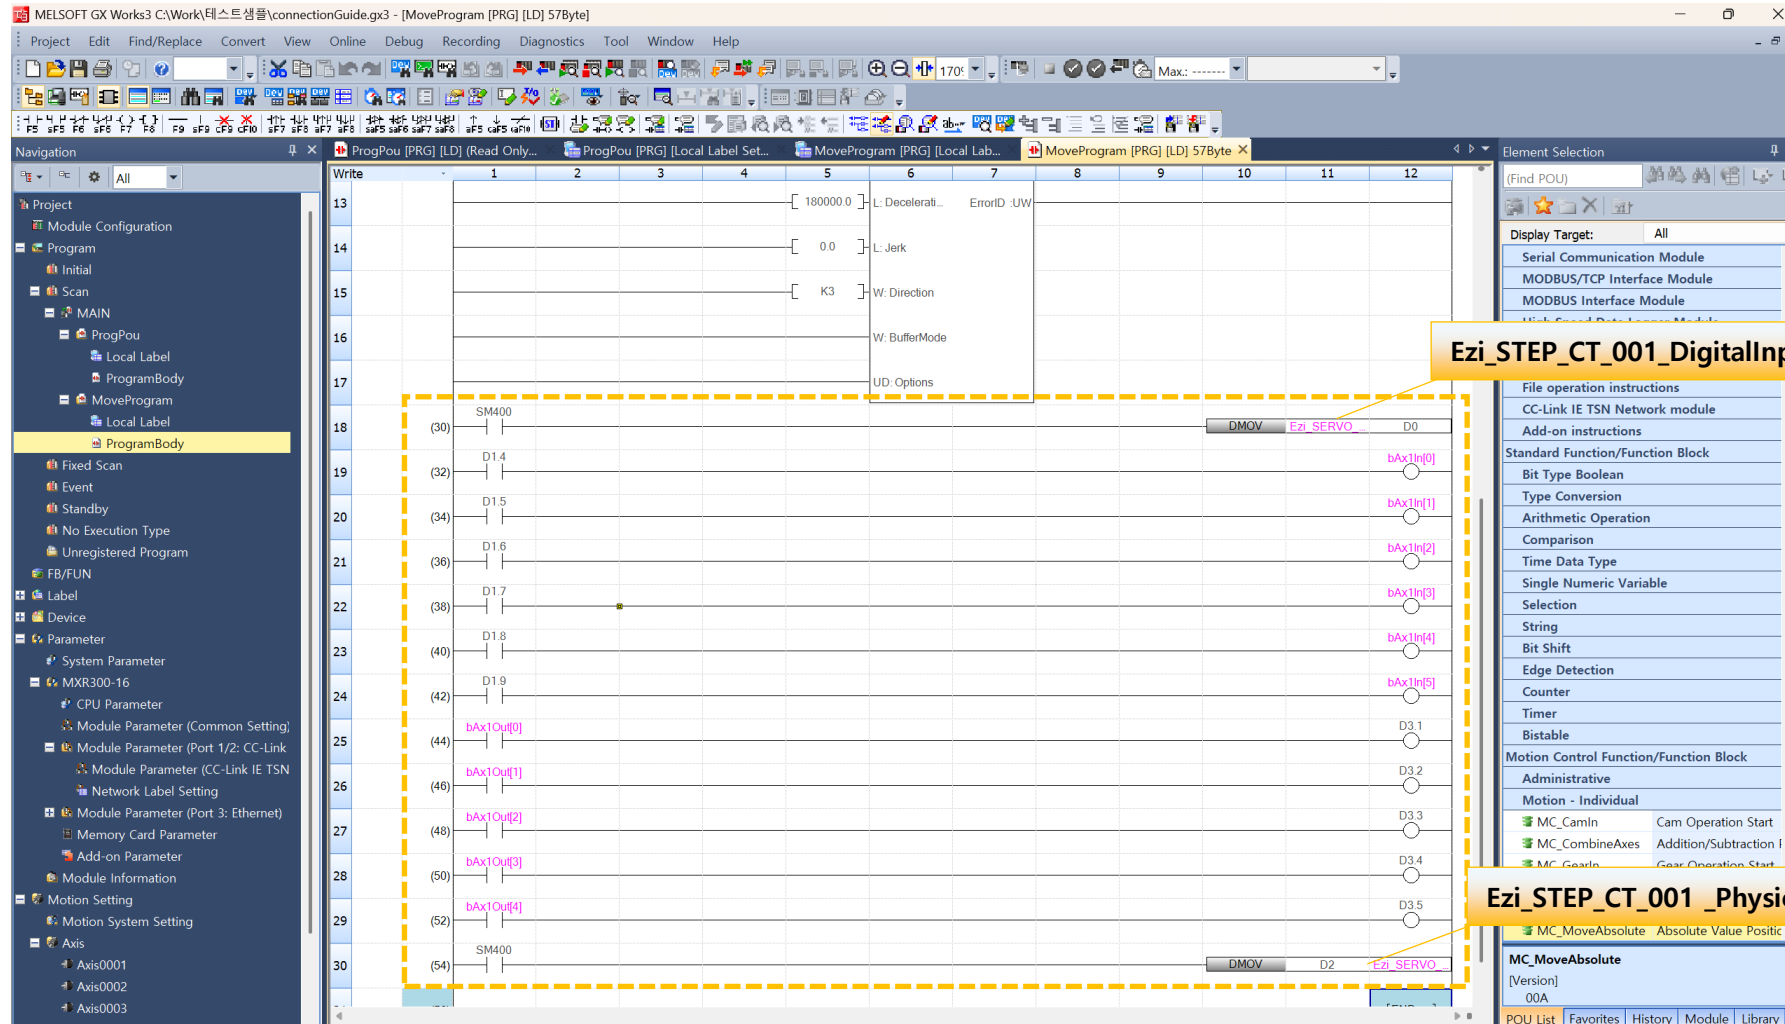 MELSOFT GX Works3 C:\Work\테스트샘플\connectionGuide.gx3 - [MoveProgram [PRG] [LD] 57Byte]
Project Edit Find/Replace Convert View Online Debug Recording Diagnostics Tool Window Help
Max.: -------
Navigation
All
Project
Module Configuration
Program
Initial
Scan
MAIN
ProgPou
Local Label
ProgramBody
MoveProgram
Local Label
ProgramBody
Fixed Scan
Event
Standby
No Execution Type
Unregistered Program
FB/FUN
Label
Device
Parameter
System Parameter
MXR300-16
CPU Parameter
Module Parameter (Common Setting)
Module Parameter (Port 1/2: CC-Link
Module Parameter (CC-Link IE TSN
Network Label Setting
Module Parameter (Port 3: Ethernet)
Memory Card Parameter
Add-on Parameter
Module Information
Motion Setting
Motion System Setting
Axis
Axis0001
Axis0002
Axis0003
ProgPou [PRG] [LD] (Read Only... ProgPou [PRG] [Local Label Set... MoveProgram [PRG] [Local Lab... MoveProgram [PRG] [LD] 57Byte
Write 1 2 3 4 5 6 7 8 9 10 11 12
13 180000.0 L: Decelerati... ErrorID :UW
14 0.0 L: Jerk
15 K3 W: Direction
16 W: BufferMode
17 UD: Options
SM400
18 (30) DMOV Ezi_SERVO_... D0
D1.4 bAx1In[0]
19 (32)
D1.5 bAx1In[1]
20 (34)
D1.6 bAx1In[2]
21 (36)
D1.7 bAx1In[3]
22 (38)
D1.8 bAx1In[4]
23 (40)
D1.9 bAx1In[5]
24 (42)
bAx1Out[0] D3.1
25 (44)
bAx1Out[1] D3.2
26 (46)
bAx1Out[2] D3.3
27 (48)
bAx1Out[3] D3.4
28 (50)
bAx1Out[4] D3.5
29 (52)
SM400
30 (54) DMOV D2 Ezi_SERVO_...
Element Selection
(Find POU)
Display Target: All
Serial Communication Module
MODBUS/TCP Interface Module
MODBUS Interface Module
Ezi_STEP_CT_001_DigitalInp
File operation instructions
CC-Link IE TSN Network module
Add-on instructions
Standard Function/Function Block
Bit Type Boolean
Type Conversion
Arithmetic Operation
Comparison
Time Data Type
Single Numeric Variable
Selection
String
Bit Shift
Edge Detection
Counter
Timer
Bistable
Motion Control Function/Function Block
Administrative
Motion - Individual
MC_CamIn Cam Operation Start
MC_CombineAxes Addition/Subtraction
MC_GearIn Gear Operation Start
Ezi_STEP_CT_001 _Physi
MC_MoveAbsolute Absolute Value Positic
MC_MoveAbsolute
[Version]
00A
POU List Favorites History Module Library